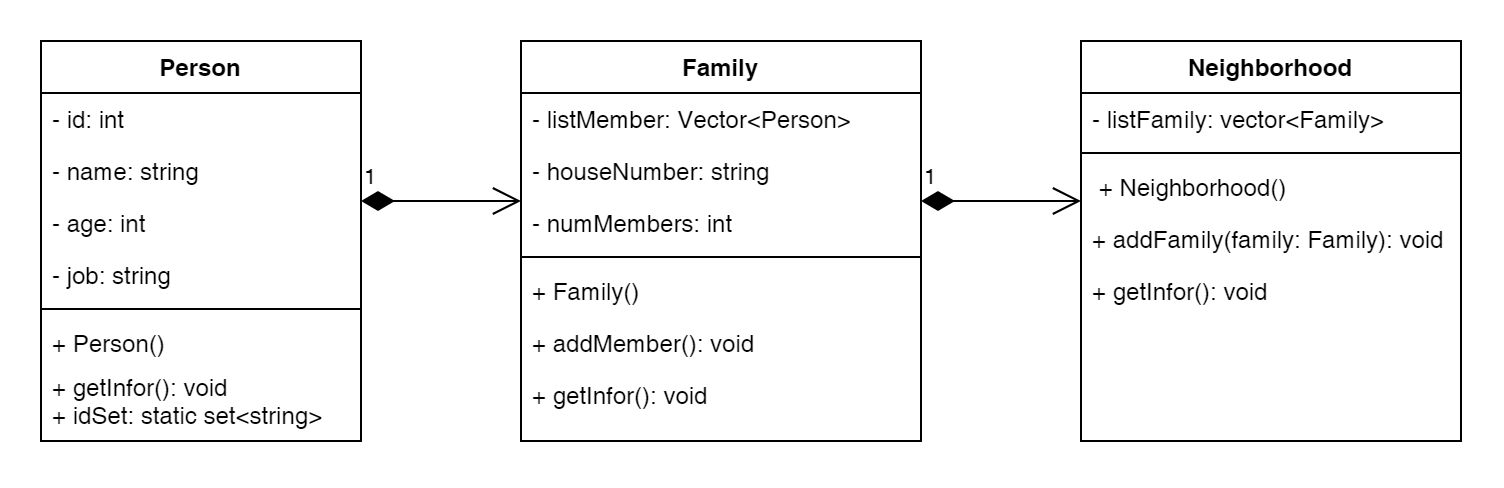 Person
- id: int
- name: string
- age: int
- job: string
+ Person()
+ getInfor(): void
+ idSet: static set<string>
1
Family
- listMember: Vector<Person>
- houseNumber: string
- numMembers: int
+ Family()
+ addMember(): void
+ getInfor(): void
1
Neighborhood
- listFamily: vector<Family>
+ Neighborhood()
+ addFamily(family: Family): void
+ getInfor(): void